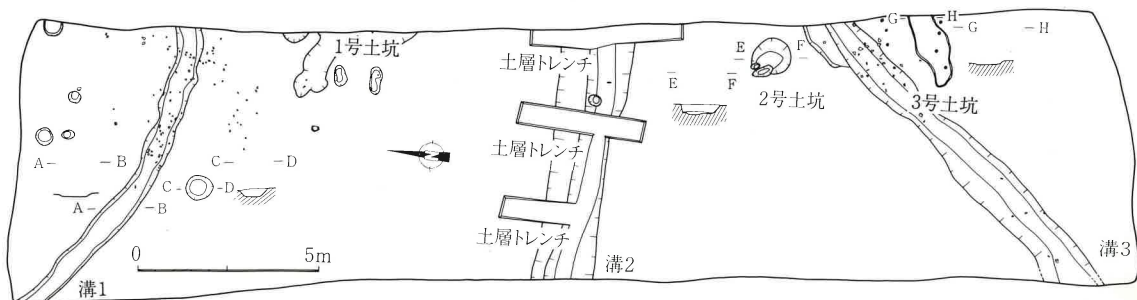 G H
G H
1号土坑
土層トレンチ
E F
E F
2号土坑
3号土坑
土層トレンチ
A B C D
C D
A B
N
土層トレンチ
0 5m
溝1
溝2
溝3